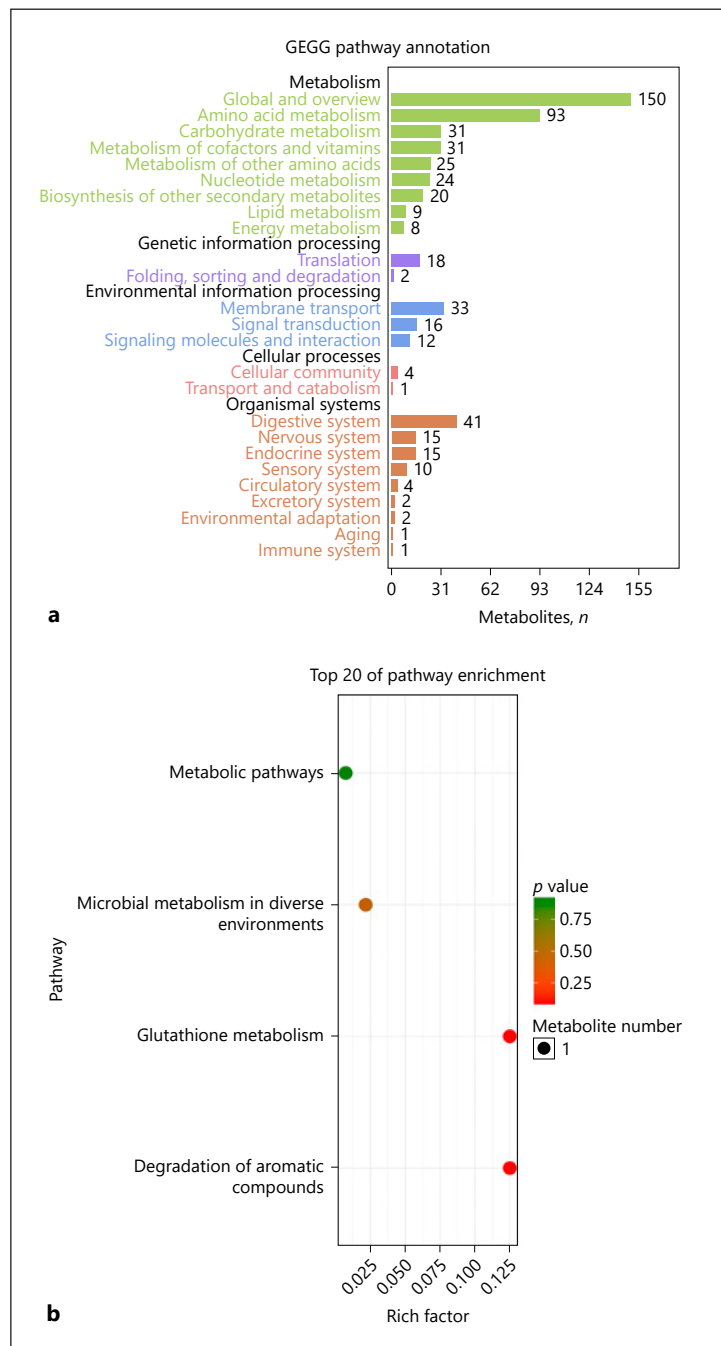 GEGG pathway annotation
Metabolism
Global and overview 150
Amino acid metabolism 93
Carbohydrate metabolism 31
Metabolism of cofactors and vitamins 31
Metabolism of other amino acids 25
Nucleotide metabolism 24
Biosynthesis of other secondary metabolites 20
Lipid metabolism 9
Energy metabolism 8
Genetic information processing
Translation 18
Folding, sorting and degradation 2
Environmental information processing
Membrane transport 33
Signal transduction 16
Signaling molecules and interaction 12
Cellular processes
Cellular community 4
Transport and catabolism 1
Organismal systems
Digestive system 41
Nervous system 15
Endocrine system 15
Sensory system 10
Circulatory system 4
Excretory system 2
Environmental adaptation 2
Aging 1
Immune system 1
0 31 62 93 124 155
Metabolites, n
a
Top 20 of pathway enrichment
Pathway
Metabolic pathways
Microbial metabolism in diverse
environments
Glutathione metabolism
Degradation of aromatic
compounds
p value
0.75
0.50
0.25
Metabolite number
1
0.025 0.050 0.075 0.100 0.125
Rich factor
b